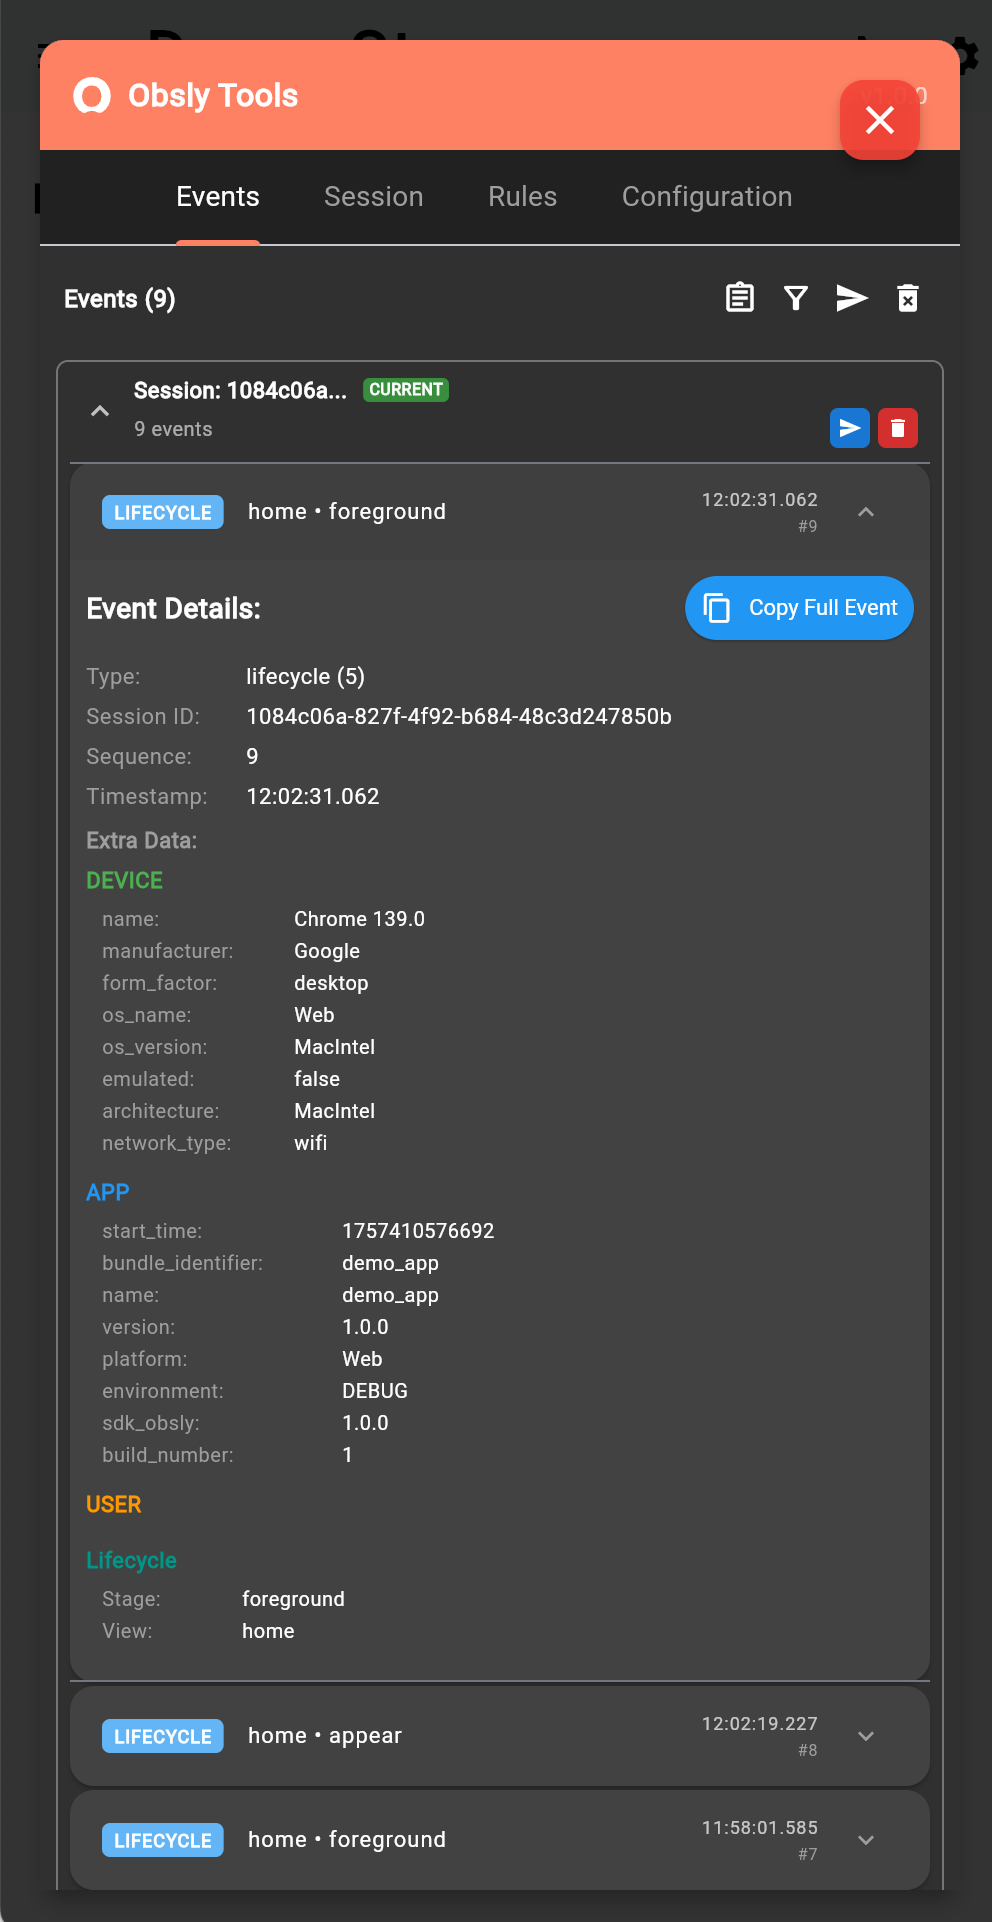 Obsly Tools
Events Session Rules Configuration
Events (9)
Session: 1084c06a... CURRENT
9 events
LIFECYCLE home • foreground 12:02:31.062
#9
Event Details: Copy Full Event
Type: lifecycle (5)
Session ID: 1084c06a-827f-4f92-b684-48c3d247850b
Sequence: 9
Timestamp: 12:02:31.062
Extra Data:
DEVICE
name: Chrome 139.0
manufacturer: Google
form_factor: desktop
os_name: Web
os_version: MacIntel
emulated: false
architecture: MacIntel
network_type: wifi
APP
start_time: 1757410576692
bundle_identifier: demo_app
name: demo_app
version: 1.0.0
platform: Web
environment: DEBUG
sdk_obsly: 1.0.0
build_number: 1
USER
Lifecycle
Stage: foreground
View: home
LIFECYCLE home • appear 12:02:19.227
#8
LIFECYCLE home • foreground 11:58:01.585
#7